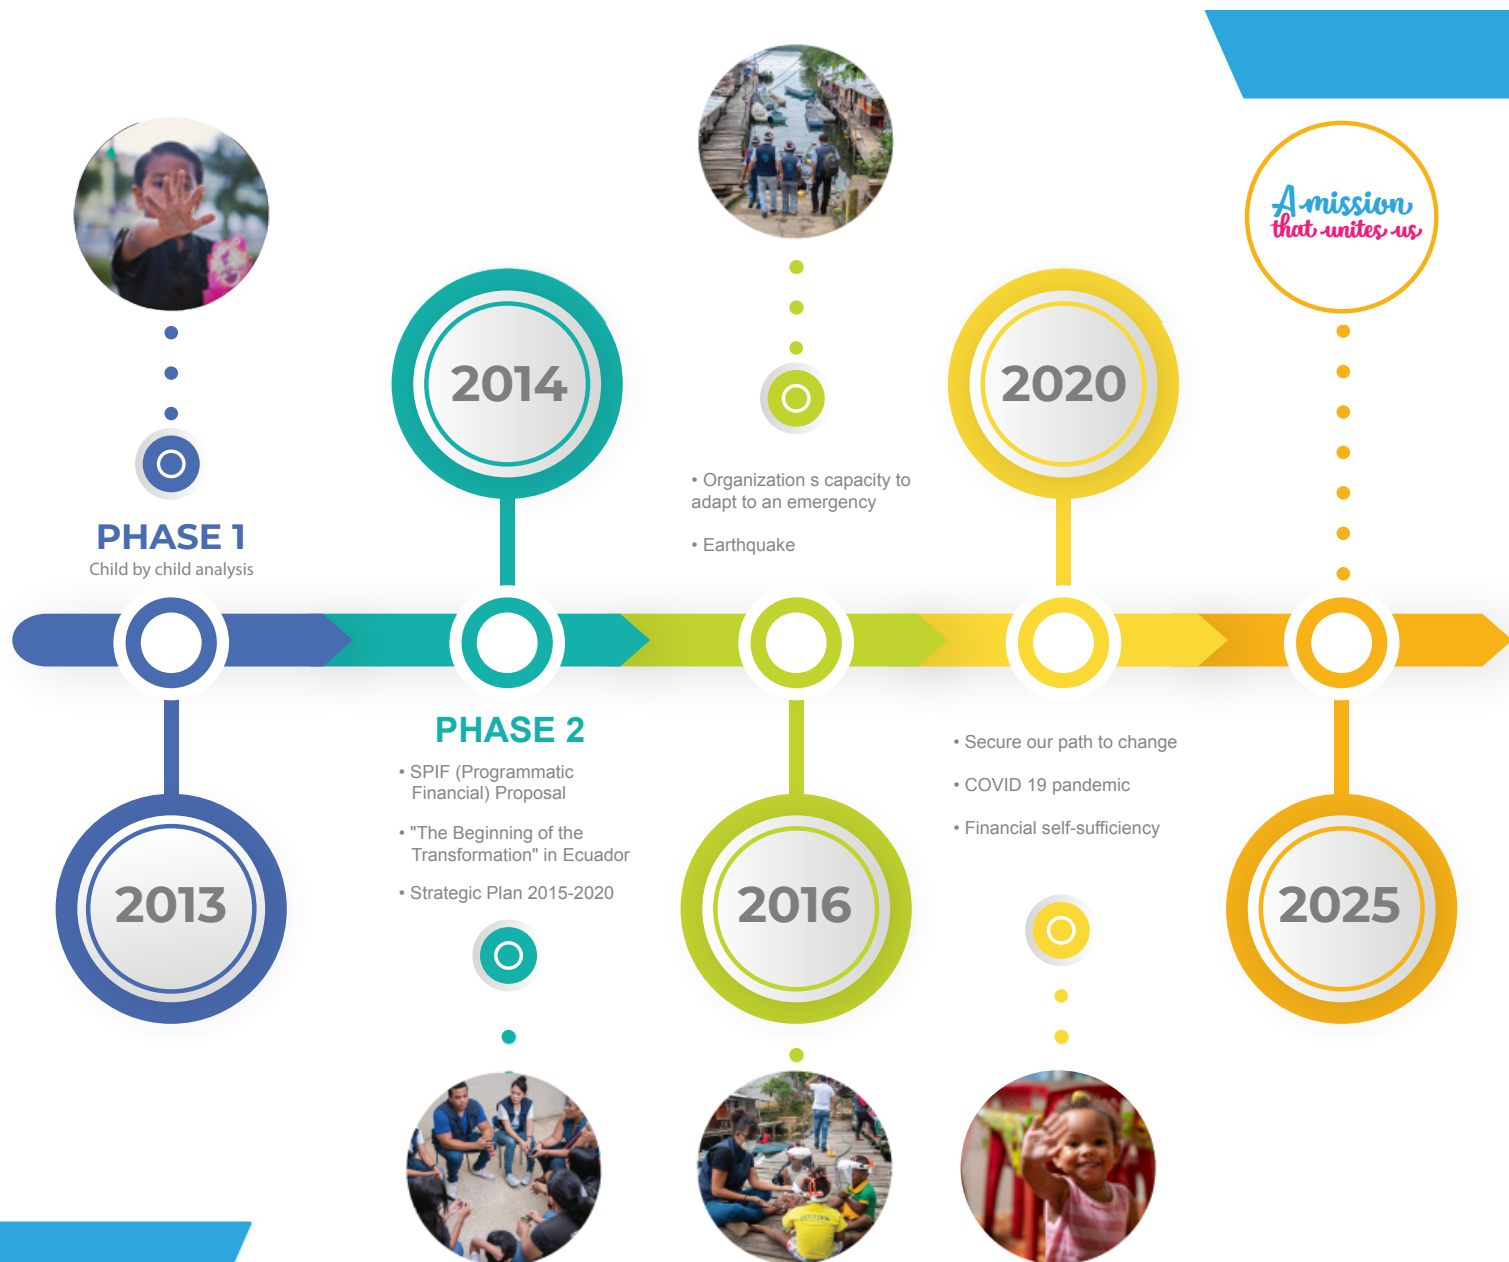 A mission
that unites us
2014
2020
• Organization s capacity to
adapt to an emergency
• Earthquake
PHASE 1
Child by child analysis
PHASE 2
• SPIF (Programmatic
Financial) Proposal
• "The Beginning of the
Transformation" in Ecuador
• Strategic Plan 2015-2020
• Secure our path to change
• COVID 19 pandemic
• Financial self-sufficiency
2013
2016
2025